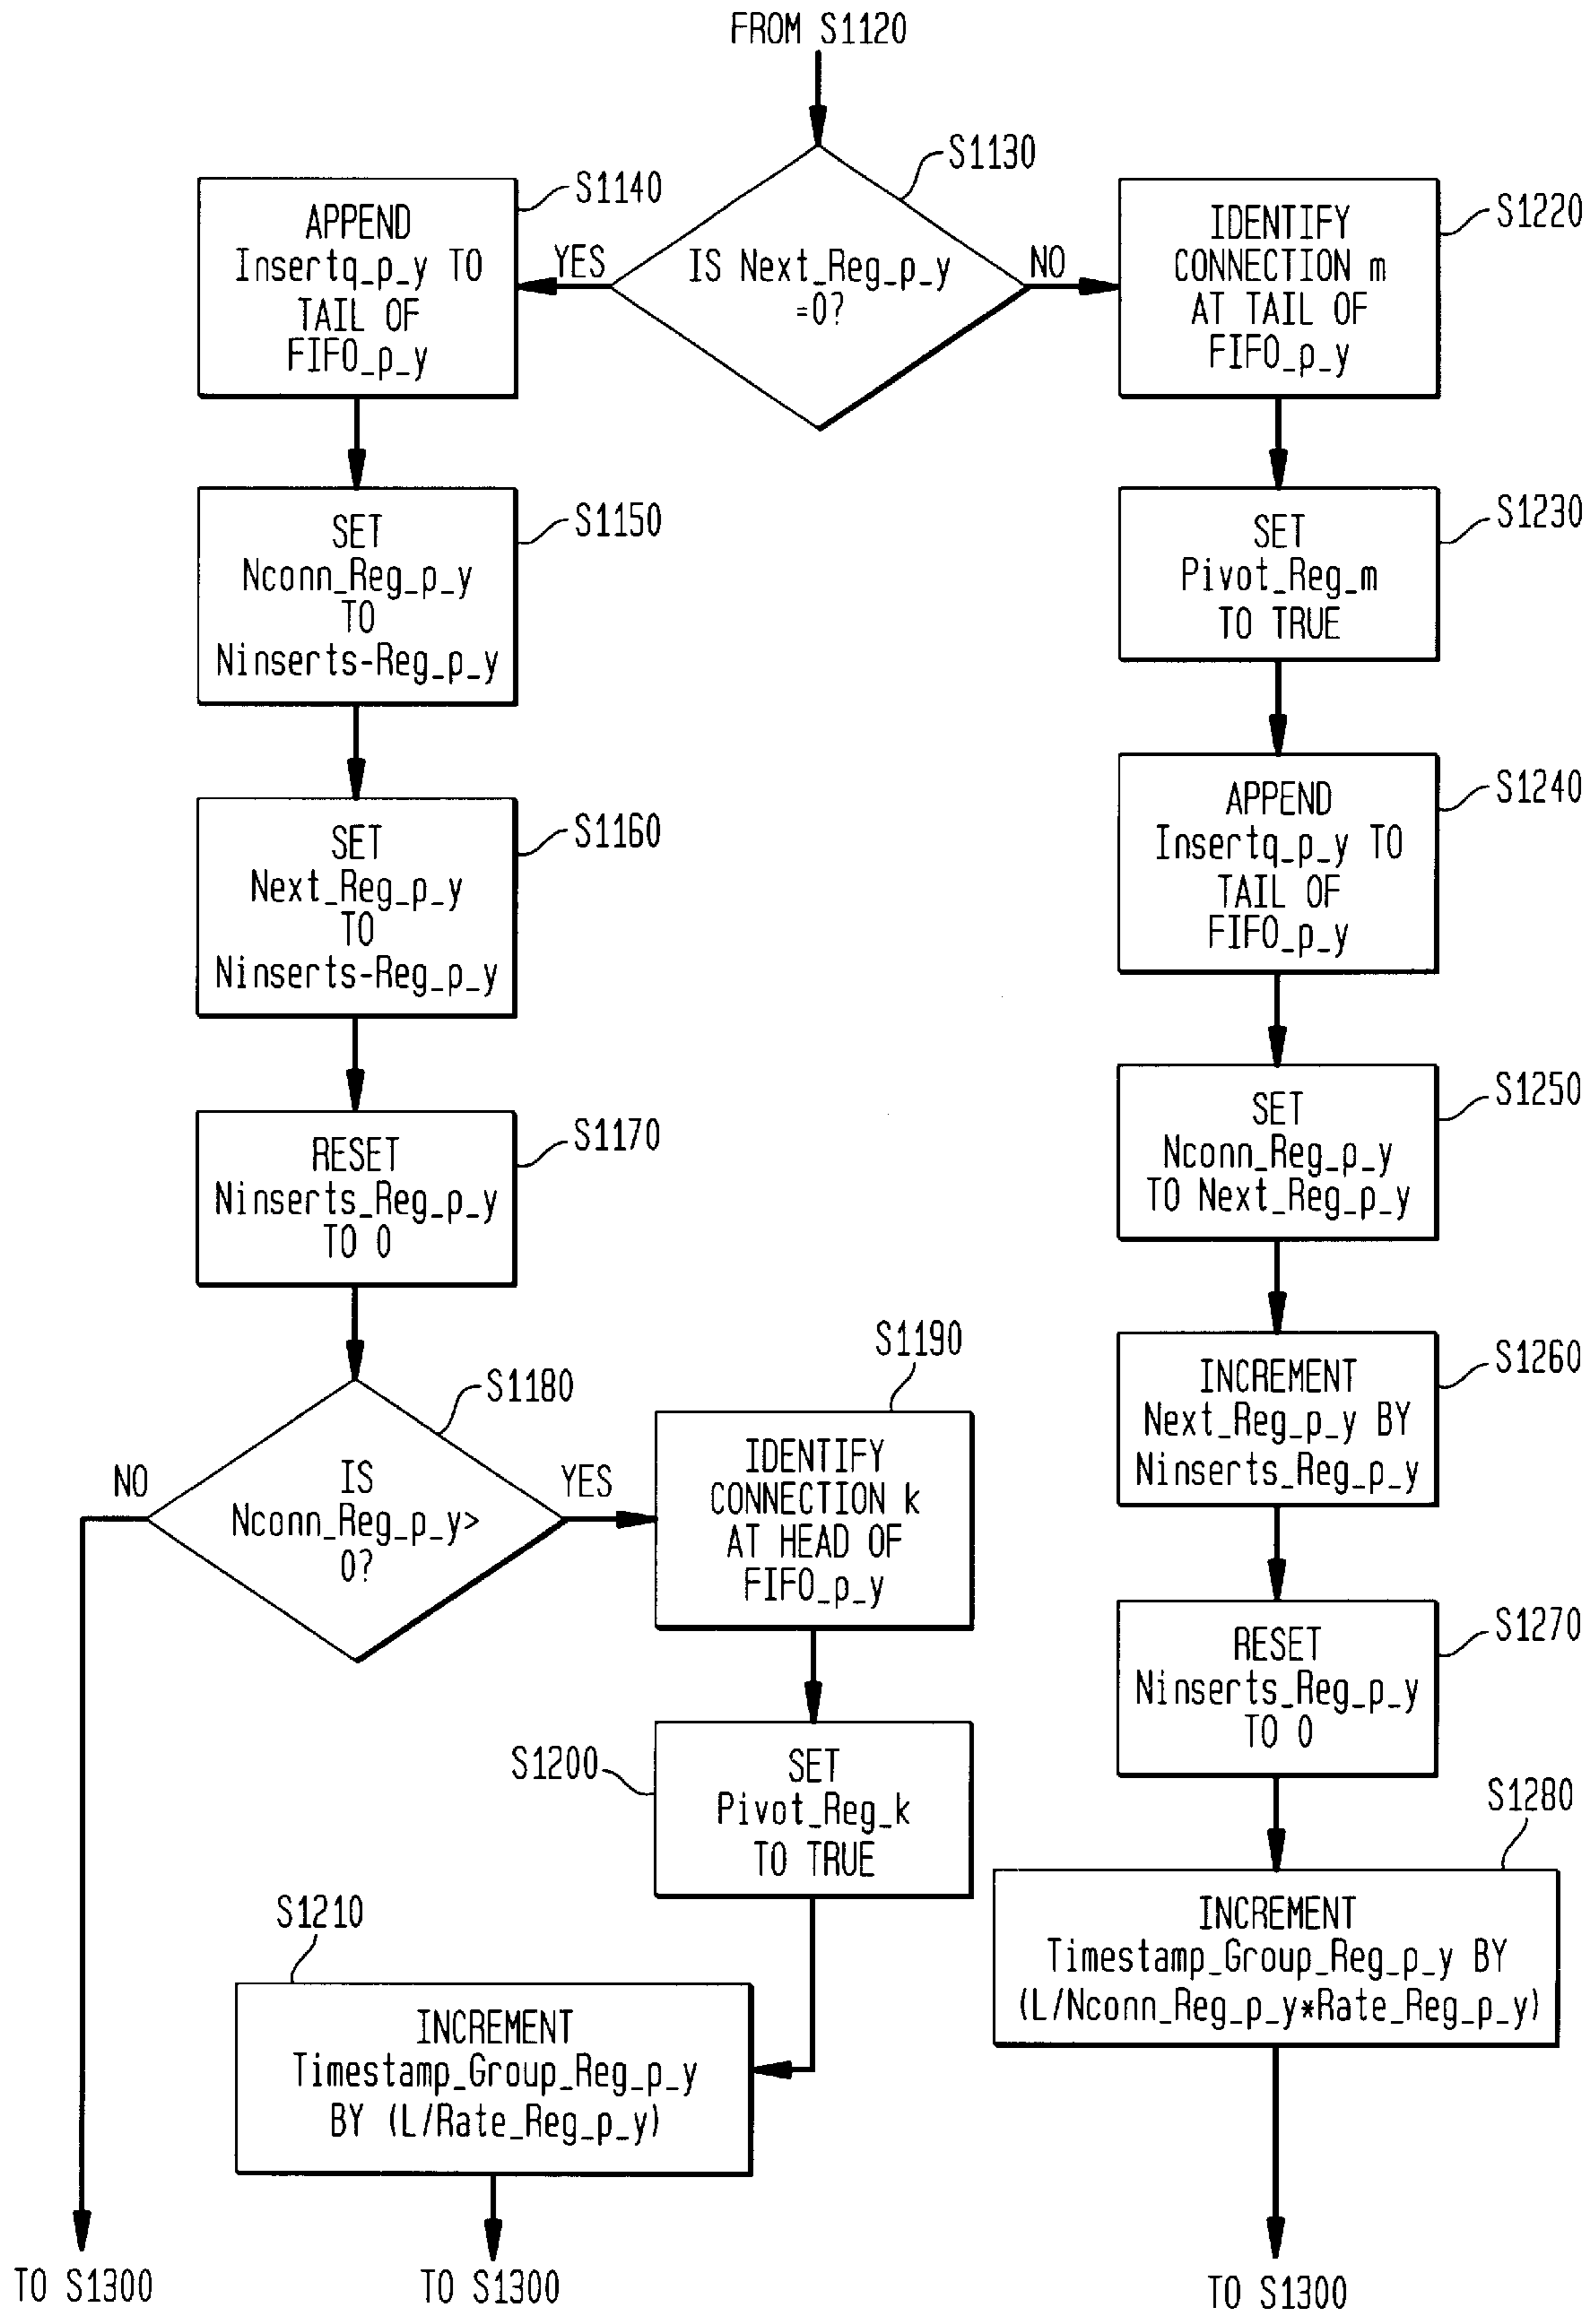 FROM S1120
S1130
IS Next_Reg_p_y
=0?
YES
NO
S1140
APPEND
Insertq_p_y TO
TAIL OF
FIFO_p_y
S1150
SET
Nconn_Reg_p_y
TO
Ninserts-Reg_p_y
S1160
SET
Next_Reg_p_y
TO
Ninserts-Reg_p_y
S1170
RESET
Ninserts_Reg_p_y
TO 0
S1180
IS
Nconn_Reg_p_y>
0?
NO
YES
S1190
IDENTIFY
CONNECTION k
AT HEAD OF
FIFO_p_y
S1200
SET
Pivot_Reg_k
TO TRUE
S1210
INCREMENT
Timestamp_Group_Reg_p_y
BY (L/Rate_Reg_p_y)
S1220
IDENTIFY
CONNECTION m
AT TAIL OF
FIFO_p_y
S1230
SET
Pivot_Reg_m
TO TRUE
S1240
APPEND
Insertq_p_y TO
TAIL OF
FIFO_p_y
S1250
SET
Nconn_Reg_p_y
TO Next_Reg_p_y
S1260
INCREMENT
Next_Reg_p_y BY
Ninserts_Reg_p_y
S1270
RESET
Ninserts_Reg_p_y
TO 0
S1280
INCREMENT
Timestamp_Group_Reg_p_y BY
(L/Nconn_Reg_p_y*Rate_Reg_p_y)
TO S1300
TO S1300
TO S1300